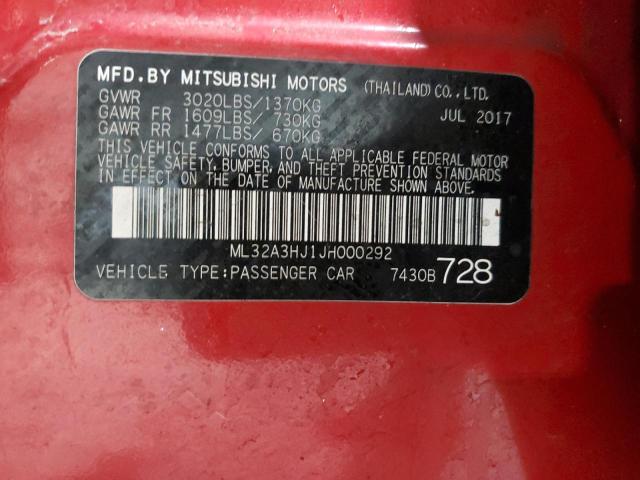 MFD.BY MITSUBISHI MOTORS (THAILAND) CO.,LTD.
GVWR 3020LBS/1370KG JUL 2017
GAWR FR 1609LBS/ 730KG
GAWR RR 1477LBS/ 670KG
THIS VEHICLE CONFORMS TO ALL APPLICABLE FEDERAL MOTOR
VEHICLE SAFETY, BUMPER, AND THEFT PREVENTION STANDARDS
IN EFFECT ON THE DATE OF MANUFACTURE SHOWN ABOVE.
ML32A3HJ1JH000292
VEHICLE TYPE:PASSENGER CAR 7430B 728